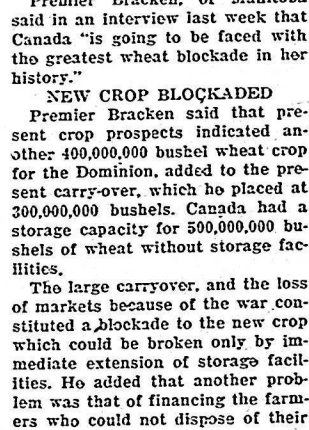 Premier Bracken, of Manitoba
said in an interview last week that
Canada "is going to be faced with
the greatest wheat blockade in her
history."
NEW CROP BLOCKADED
Premier Bracken said that pre-
sent crop prospects indicated an-
other 400,000,000 bushel wheat crop
for the Dominion, added to the pre-
sent carry-over, which he placed at
300,000,000 bushels. Canada had a
storage capacity for 500,000,000 bu-
shels of wheat without storage fac-
ilities.
The large carryover, and the loss
of markets because of the war con-
stituted a blockade to the new crop
which could be broken only by im-
mediate extension of storage facil-
ities. He added that another prob-
lem was that of financing the farm-
ers who could not dispose of their